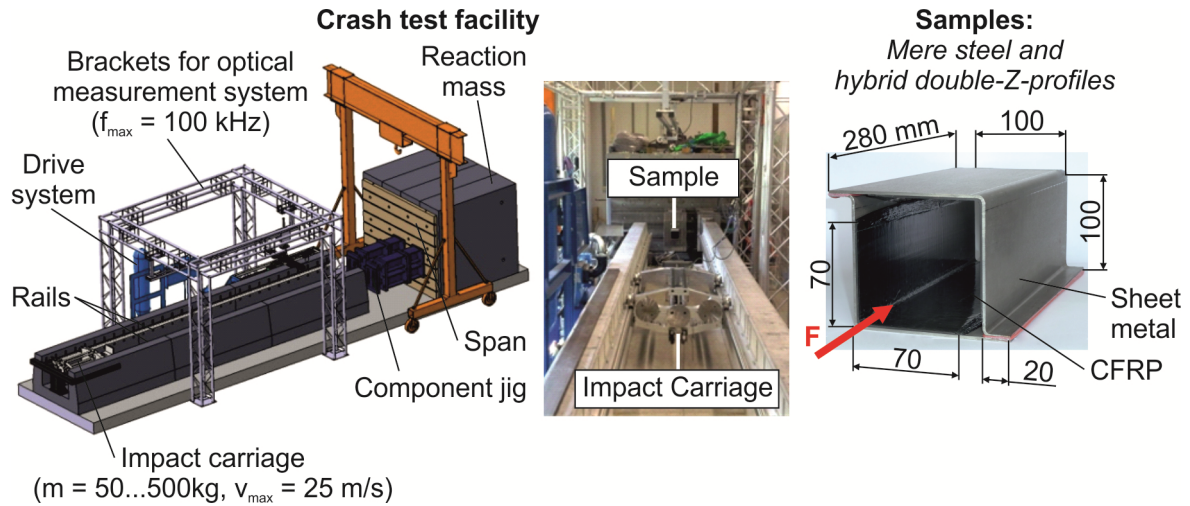 Crash test facility
Brackets for optical
measurement system
(fmax = 100 kHz)
Drive
system
Rails
Reaction
mass
Span
Component jig
Impact carriage
(m = 50...500kg, vmax = 25 m/s)
Sample
Impact Carriage
Samples:
Mere steel and
hybrid double-Z-profiles
280 mm
100
100
70
F
70
20
Sheet
metal
CFRP